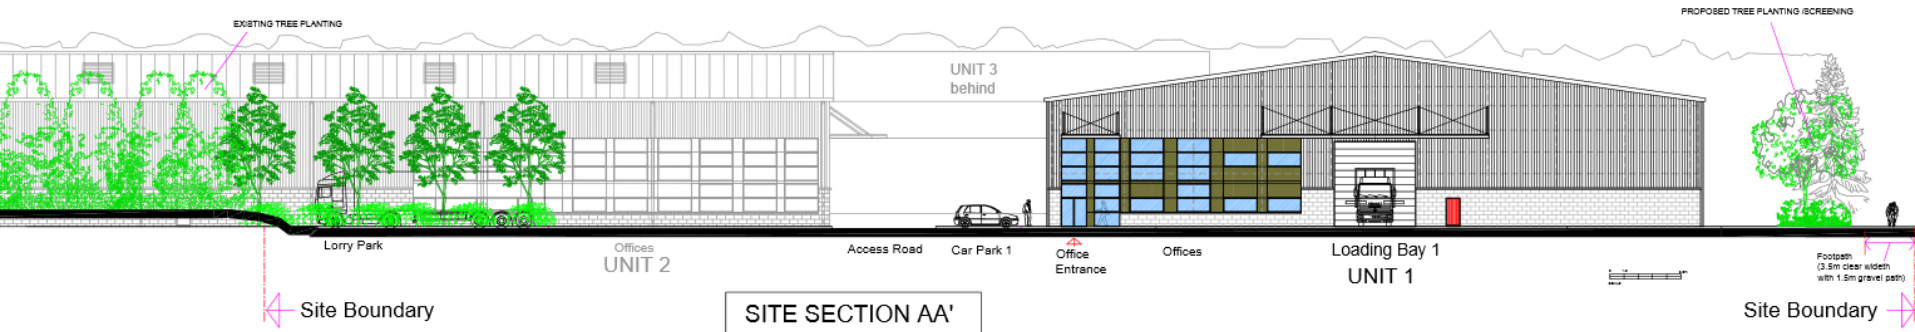 EXISTING TREE PLANTING
PROPOSED TREE PLANTING /SCREENING
UNIT 3
behind
Lorry Park
Offices
UNIT 2
Access Road
Car Park 1
Office
Entrance
Offices
Loading Bay 1
UNIT 1
Footpath
(3.5m clear wideth
with 1.5m gravel path)
Site Boundary
SITE SECTION AA'
Site Boundary